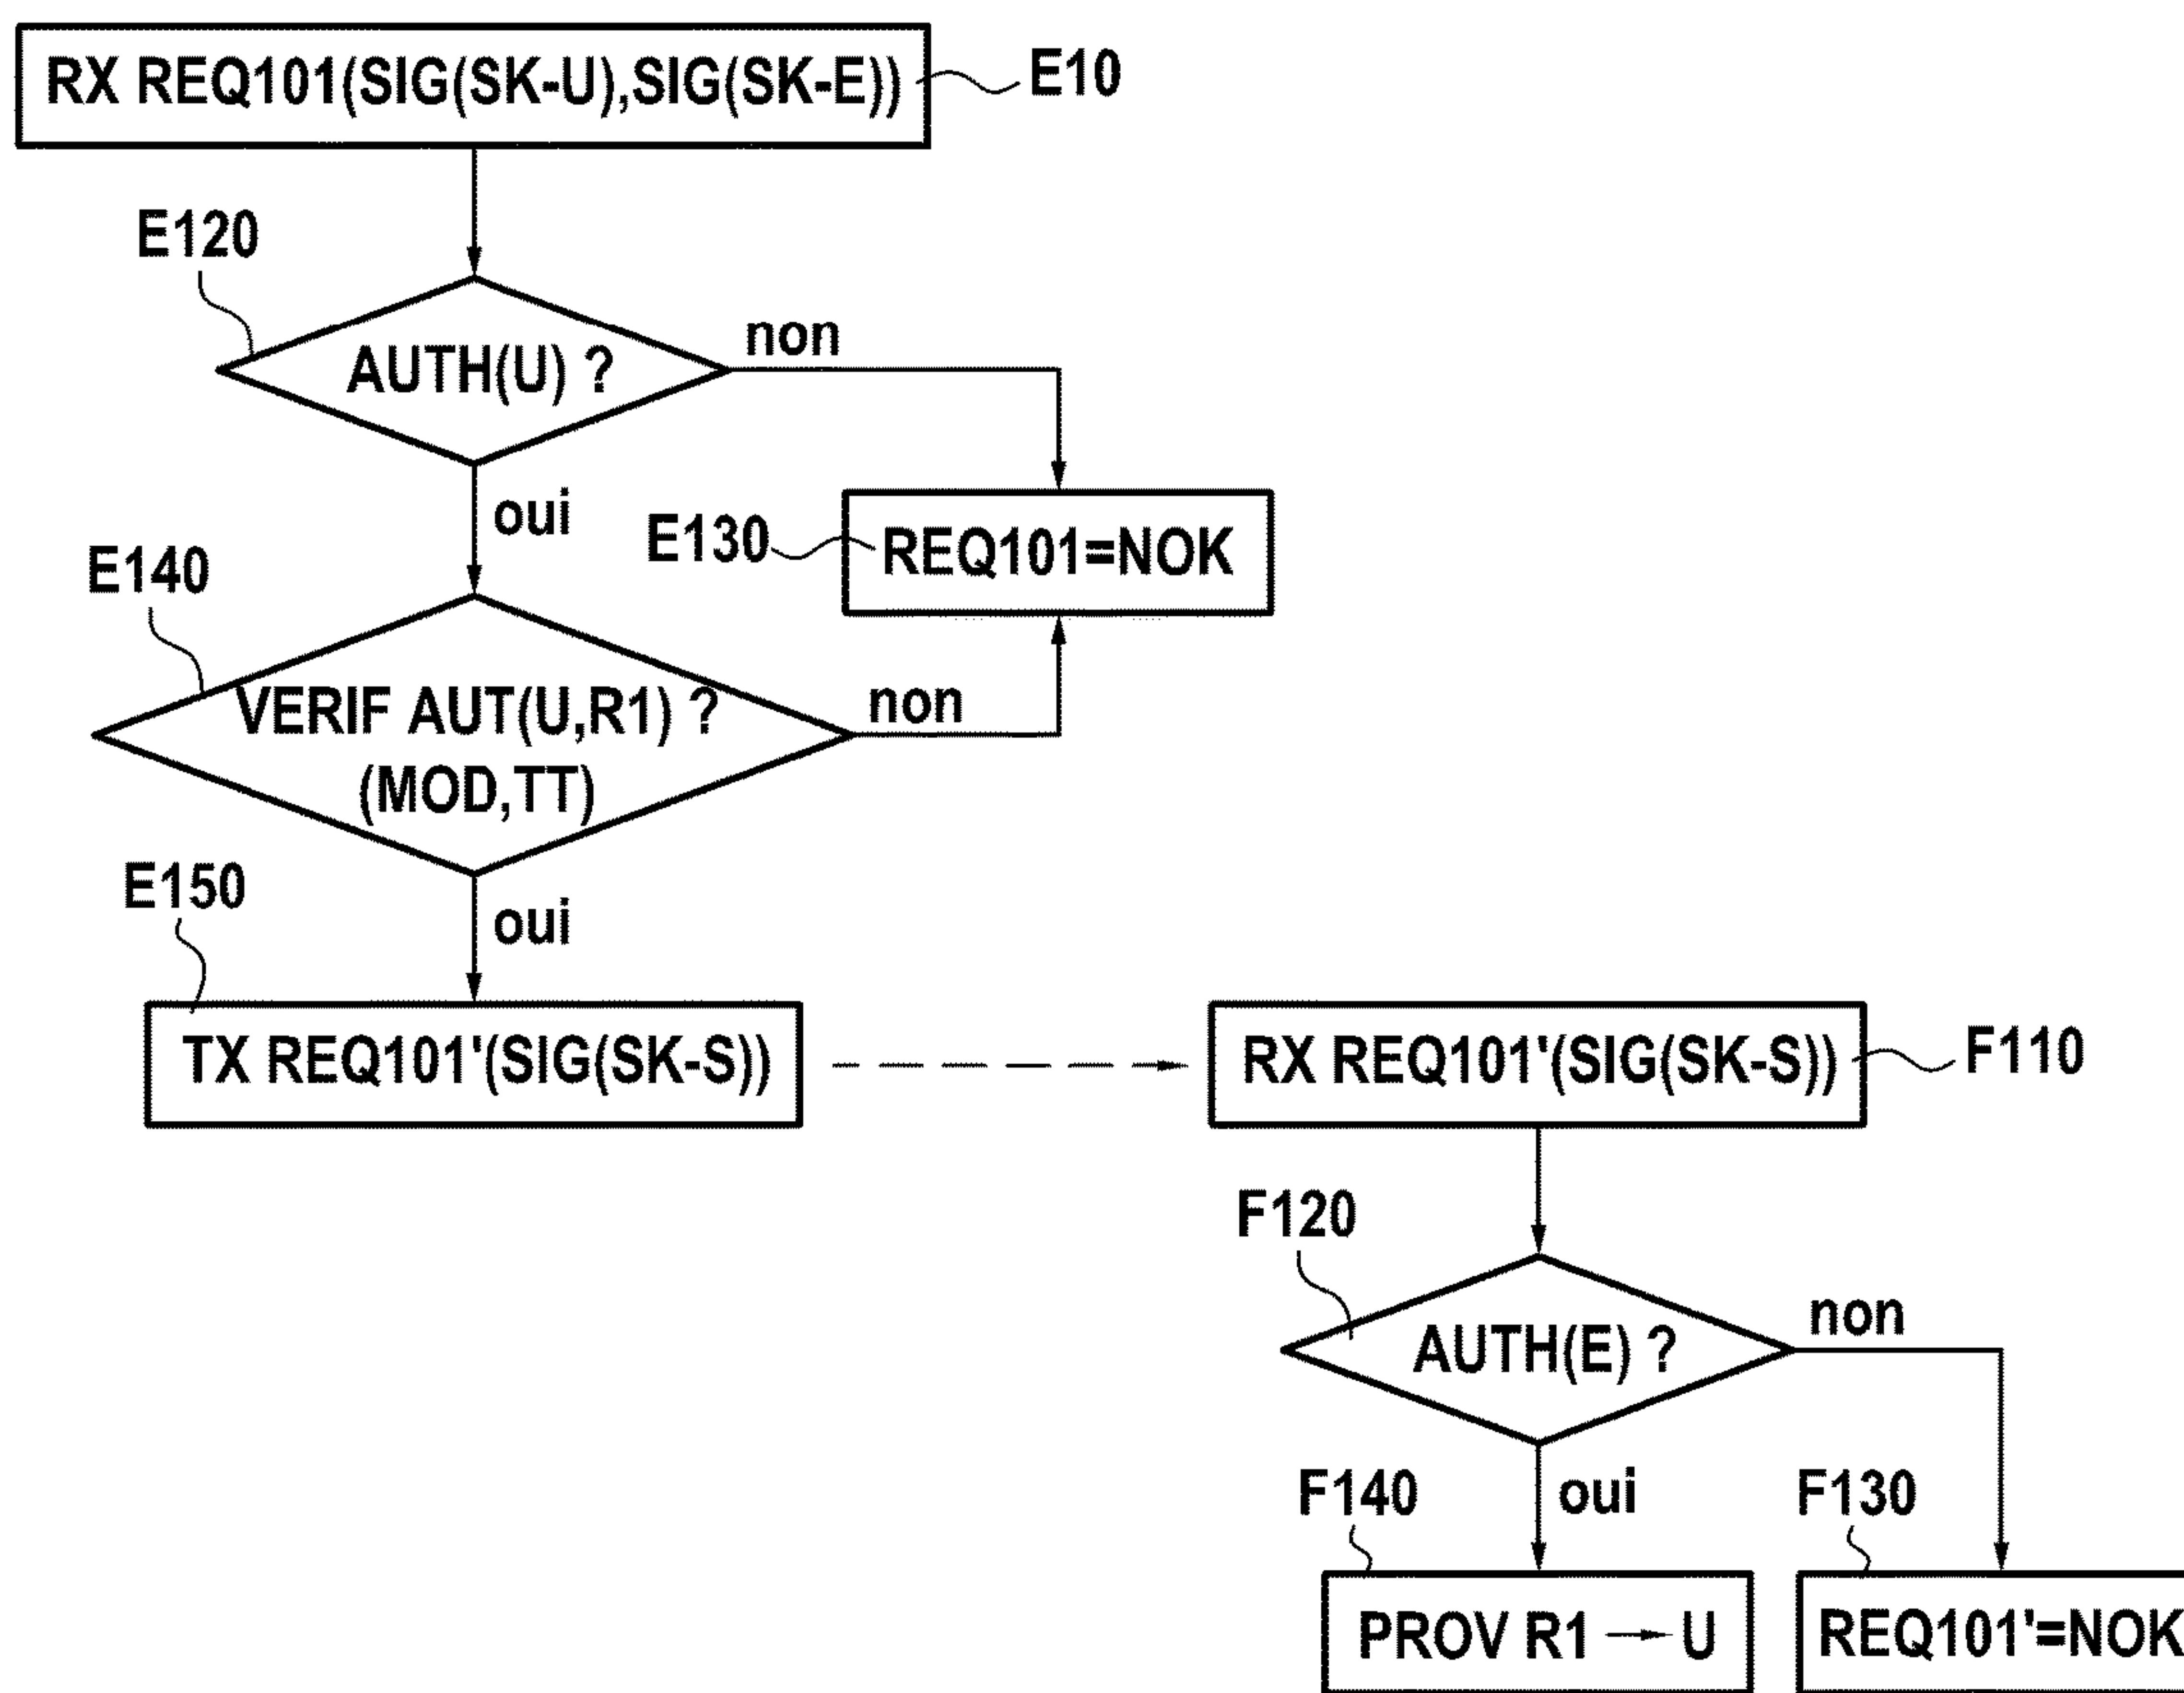 RX REQ101(SIG(SK-U),SIG(SK-E))
E10
E120
AUTH(U) ?
non
oui
E130
REQ101=NOK
E140
VERIF AUT(U,R1) ?
(MOD,TT)
non
oui
E150
TX REQ101'(SIG(SK-S))
RX REQ101'(SIG(SK-S))
F110
F120
AUTH(E) ?
non
oui
F140
PROV R1 → U
F130
REQ101'=NOK